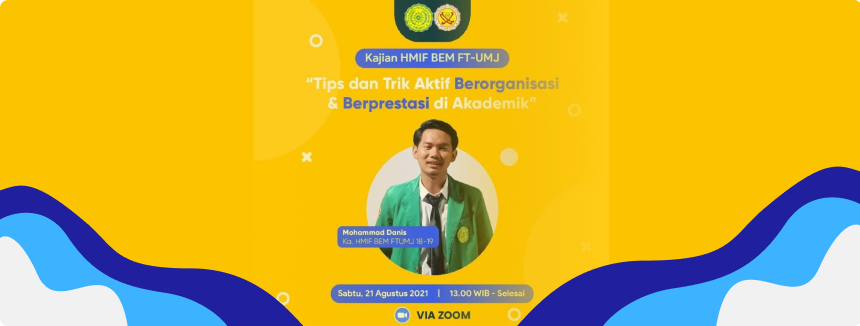 Kajian HMIF BEM FT-UMJ
"Tips dan Trik Aktif Berorganisasi
& Berprestasi di Akademik"
Mohammad Danis
Ka. HMIF BEM FTUMJ 18-19
Sabtu, 21 Agustus 2021 | 13.00 WIB - Selesai
VIA ZOOM